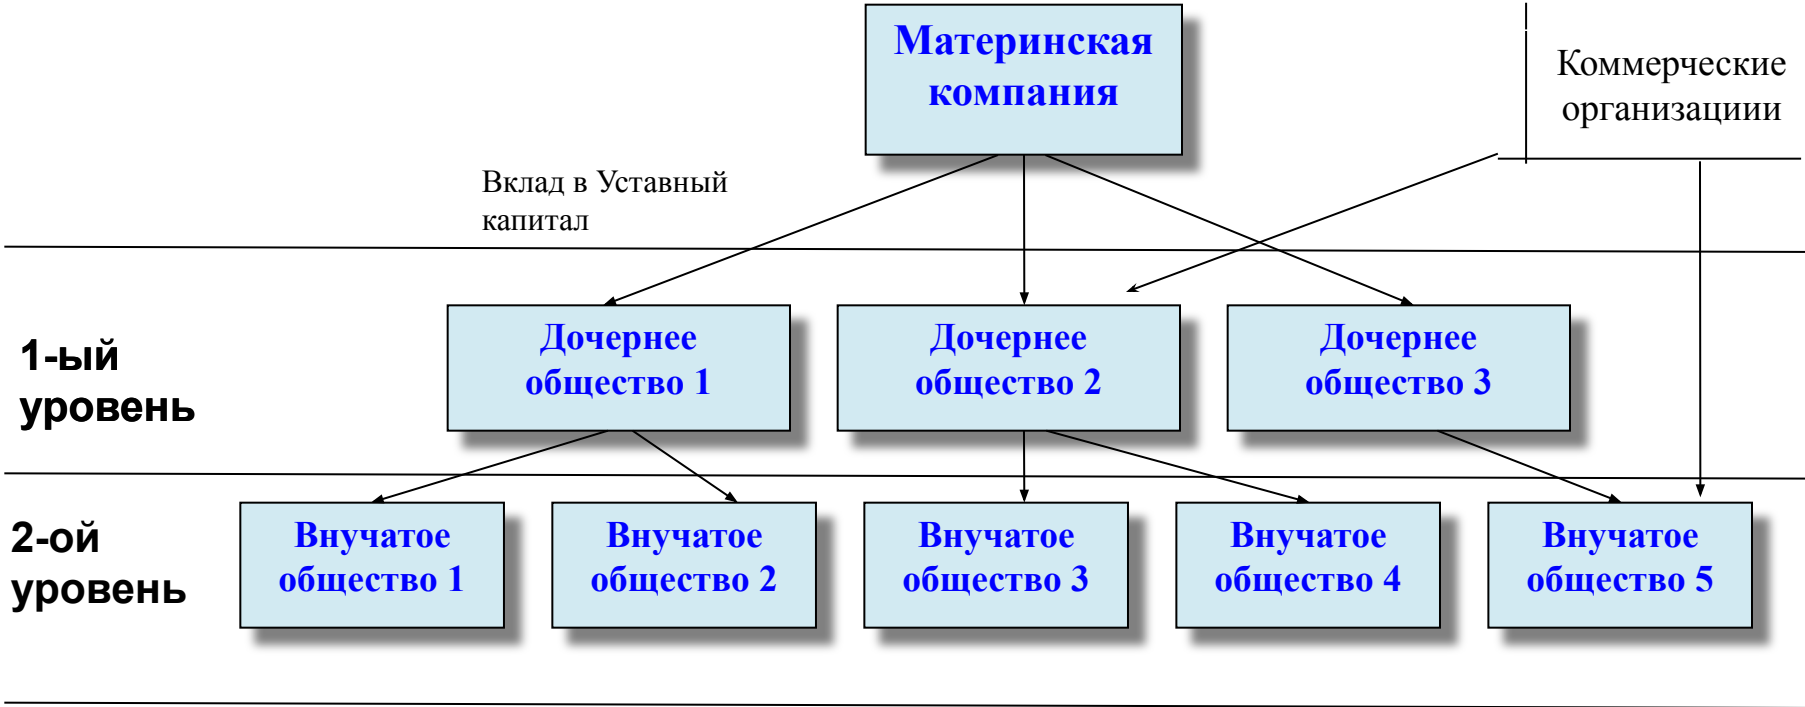 Материнская
компания
Коммерческие
организациии
Вклад в Уставный
капитал
1-ый
уровень
Дочернее
общество 1
Дочернее
общество 2
Дочернее
общество 3
2-ой
уровень
Внучатое
общество 1
Внучатое
общество 2
Внучатое
общество 3
Внучатое
общество 4
Внучатое
общество 5